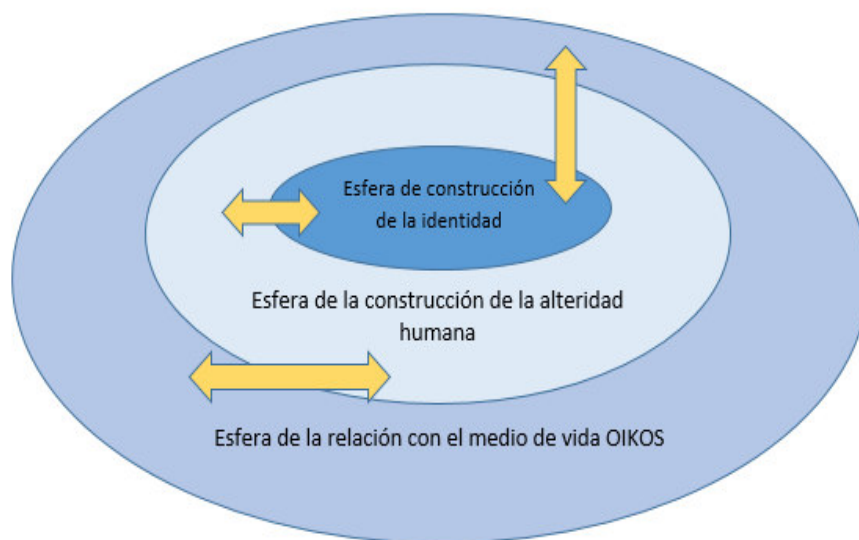 Esfera de construcción
de la identidad
Esfera de la construcción de la alteridad
humana
Esfera de la relación con el medio de vida OIKOS